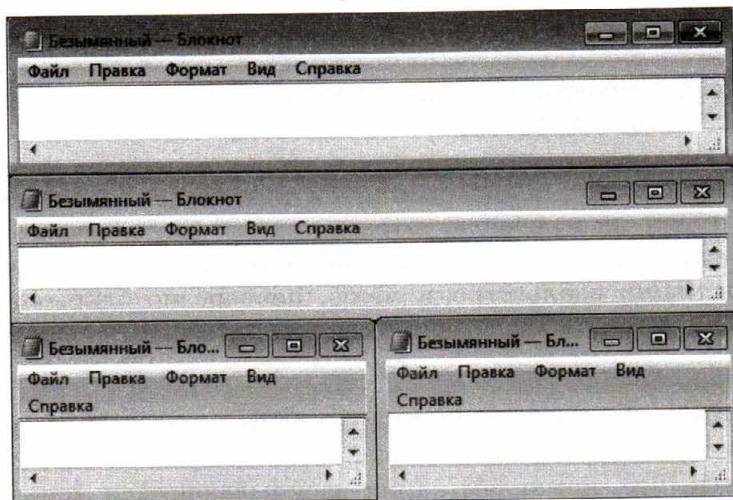 Безымянный — Блокнот
Файл Правка Формат Вид Справка
Безымянный — Блокнот
Файл Правка Формат Вид Справка
Безымянный — Бло...
Файл Правка Формат Вид
Справка
Безымянный — Бл...
Файл Правка Формат Вид
Справка